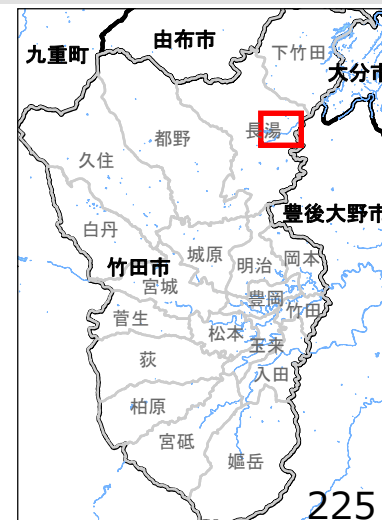 由布市
九重町
下竹田
大分市
長湯
都野
久住
豊後大野市
白丹
城原
岡本
明治
竹田市
宮城
豊岡
竹田
菅生
松本
玉来
荻
入田
柏原
宮砥
嫗岳
225